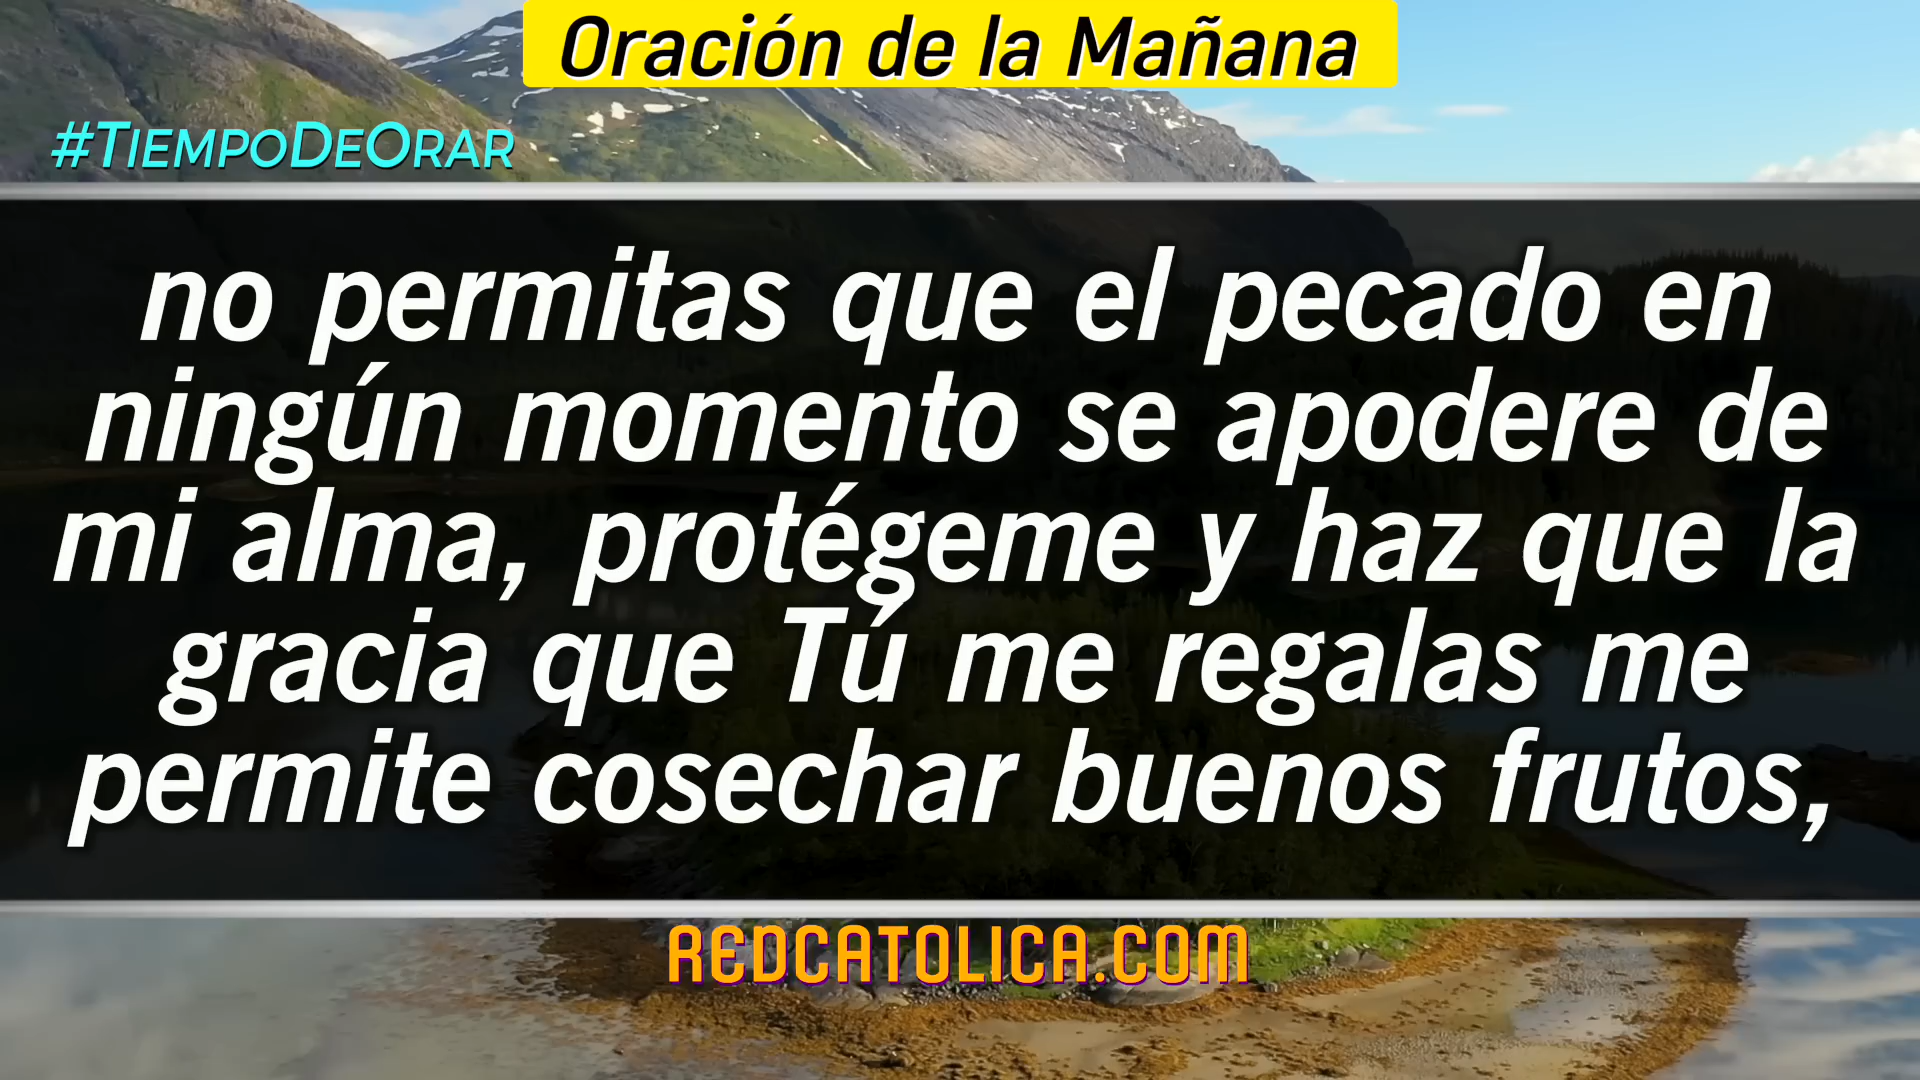 Oración de la Mañana
#TiempoDeOrar
no permitas que el pecado en
ningún momento se apodere de
mi alma, protégeme y haz que la
gracia que Tú me regalas me
permite cosechar buenos frutos,
REDCATOLICA.COM